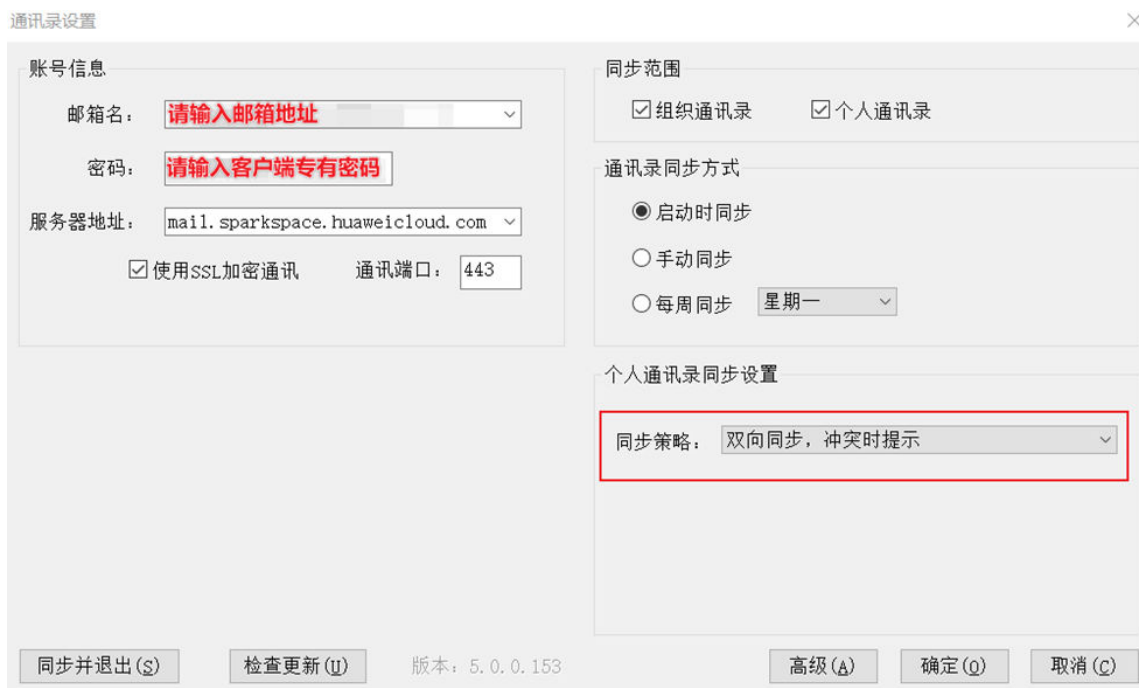 通讯录设置
账号信息
邮箱名：
请输入邮箱地址
密码：
请输入客户端专有密码
服务器地址：
mail.sparkspace.huaweicloud.com
使用SSL加密通讯
通讯端口：
443
同步范围
组织通讯录
个人通讯录
通讯录同步方式
启动时同步
手动同步
每周同步
星期一
个人通讯录同步设置
同步策略：
双向同步，冲突时提示
同步并退出(S)
检查更新(U)
版本：5.0.0.153
高级(A)
确定(O)
取消(C)